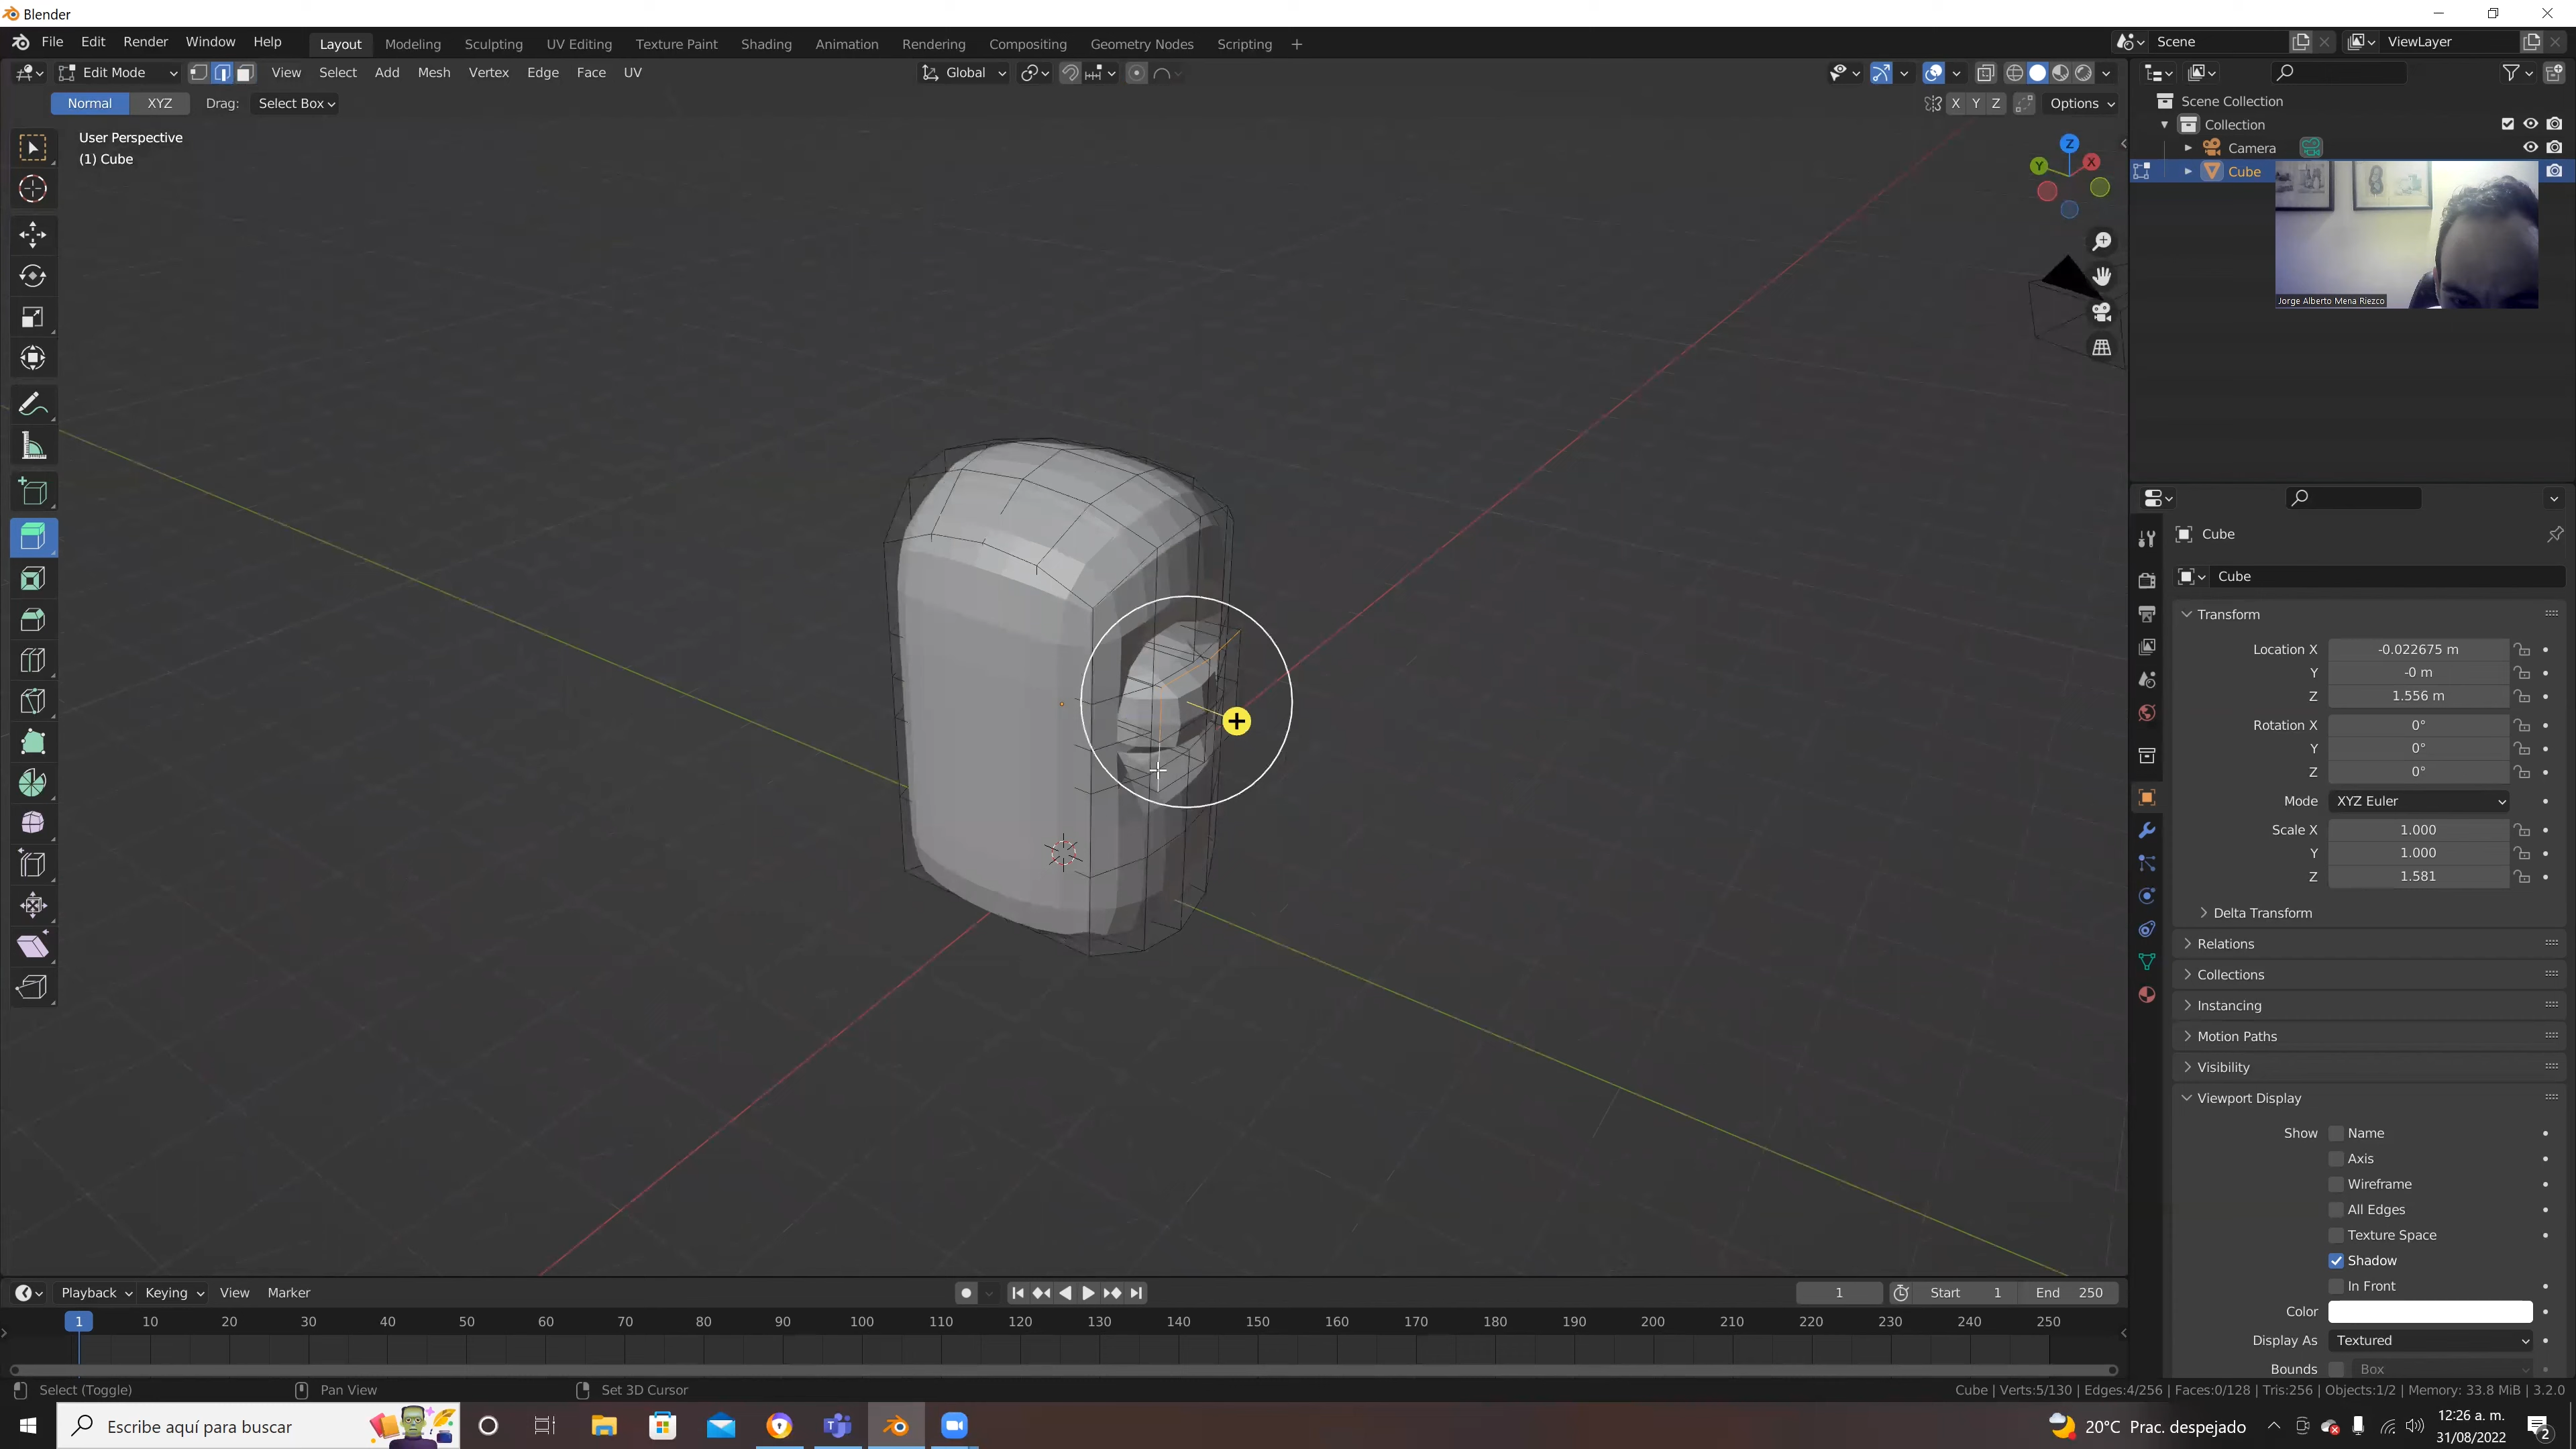 Blender
File Edit Render Window Help Layout Modeling Sculpting UV Editing Texture Paint Shading Animation Rendering Compositing Geometry Nodes Scripting + Scene ViewLayer
Edit Mode View Select Add Mesh Vertex Edge Face UV Global
Normal XYZ Drag: Select Box X Y Z Options
User Perspective
(1) Cube
Z
Y
X
Scene Collection
Collection
Camera
Cube
Jorge Alberto Mena Riezco
Cube
Cube
Transform
Location X -0.022675 m
Y -0 m
Z 1.556 m
Rotation X 0°
Y 0°
Z 0°
Mode XYZ Euler
Scale X 1.000
Y 1.000
Z 1.581
Delta Transform
Relations
Collections
Instancing
Motion Paths
Visibility
Viewport Display
Show Name
Axis
Wireframe
All Edges
Texture Space
Shadow
In Front
Color
Display As Textured
Bounds Box
Playback Keying View Marker 1 Start 1 End 250
1 10 20 30 40 50 60 70 80 90 100 110 120 130 140 150 160 170 180 190 200 210 220 230 240 250
Select (Toggle) Pan View Set 3D Cursor Cube | Verts:5/130 | Edges:4/256 | Faces:0/128 | Tris:256 | Objects:1/2 | Memory: 33.8 MiB | 3.2.0
Escribe aquí para buscar 20°C Prac. despejado 12:26 a. m.
31/08/2022 2